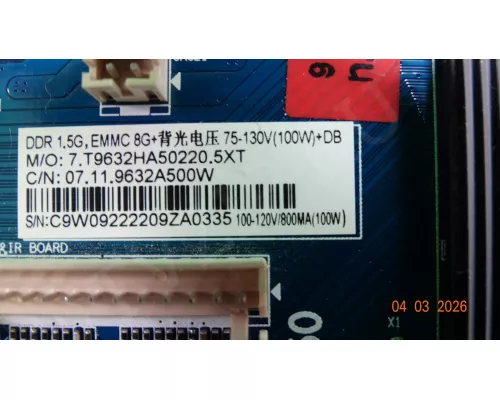 DDR 1.5G, EMMC 8G+背光电压 75-130V(100W)+DB
M/O: 7.T9632HA50220.5XT
C/N: 07.11.9632A500W
S/N:C9W09222209ZA0335 100-120V/800MA(100W)
&IR BOARD
04 03 2026
X1